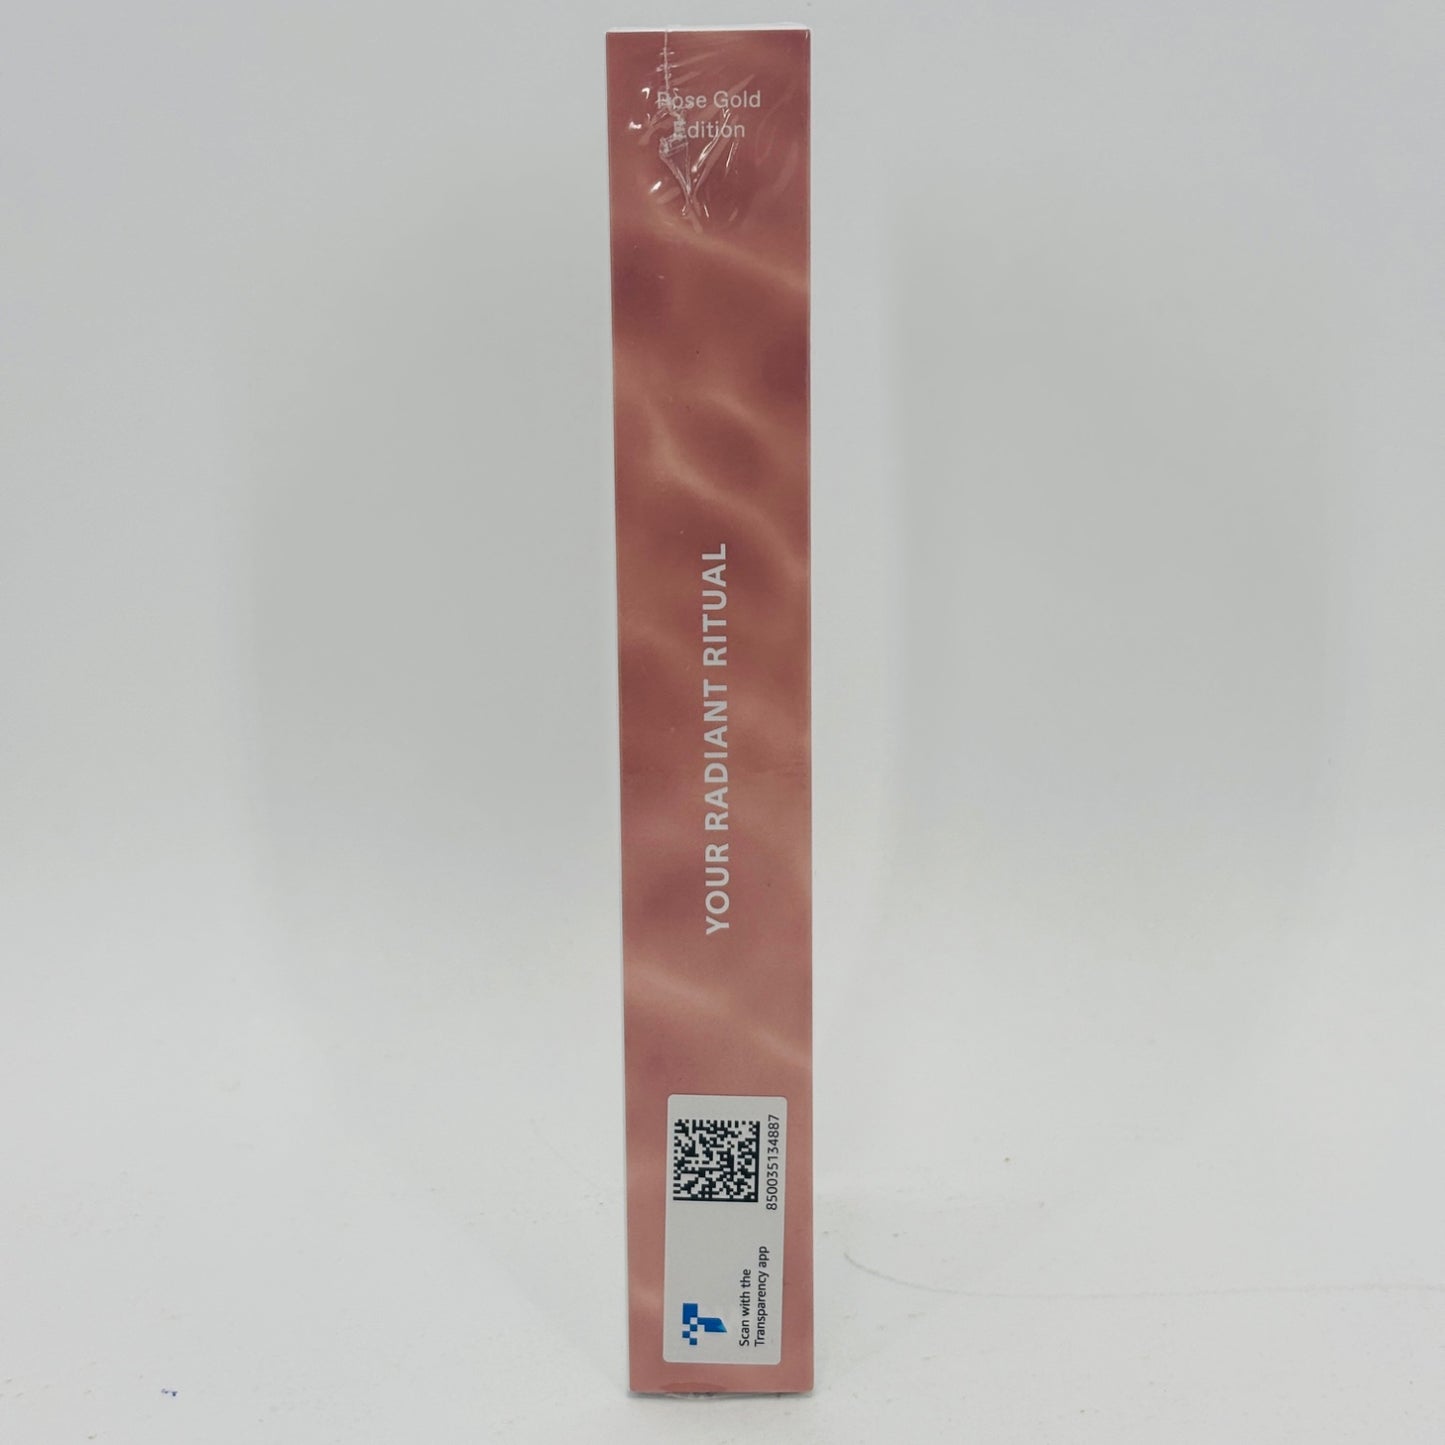 Rose Gold
Edition
YOUR RADIANT RITUAL
850035134887
Scan with the
Transparency app